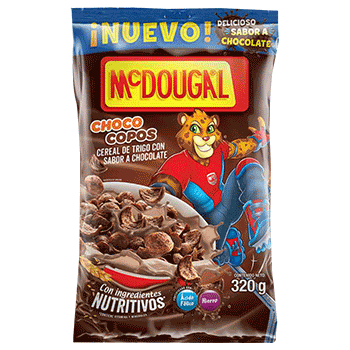 ¡NUEVO!
DELICIOSO
SABOR A
CHOCOLATE
McDOUGAL
CHOCO
COPOS
CEREAL DE TRIGO CON
SABOR A CHOCOLATE
Con ingredientes
NUTRITIVOS
Ácido
Fólico
Hierro
CONTENIDO NETO
320g